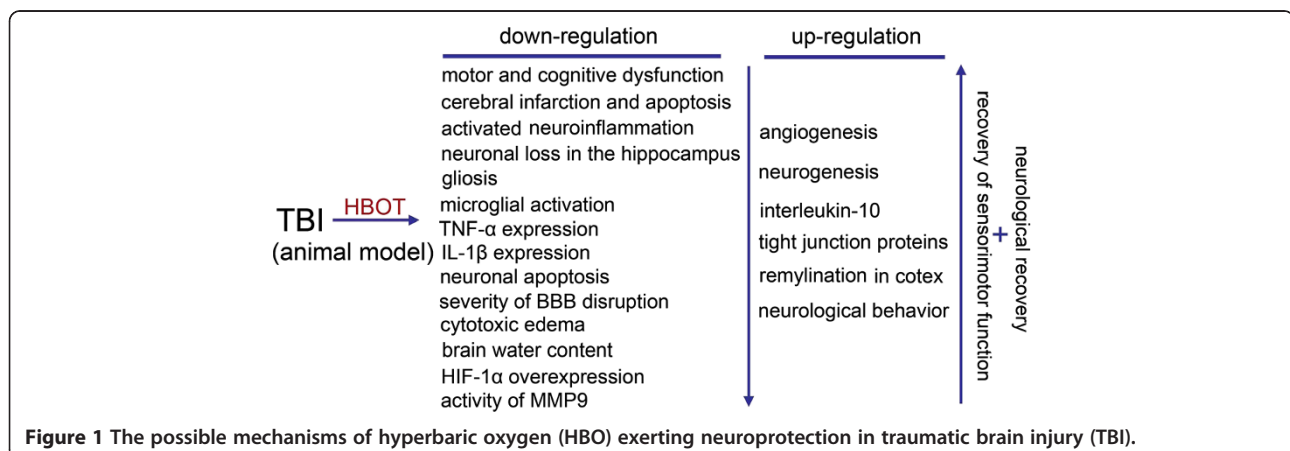 down-regulation
motor and cognitive dysfunction
cerebral infarction and apoptosis
activated neuroinflammation
neuronal loss in the hippocampus
gliosis
microglial activation
TNF-α expression
IL-1β expression
neuronal apoptosis
severity of BBB disruption
cytotoxic edema
brain water content
HIF-1α overexpression
activity of MMP9
TBI
(animal model)
HBOT
up-regulation
angiogenesis
neurogenesis
interleukin-10
tight junction proteins
remylination in cotex
neurological behavior
recovery of sensorimotor function
+
neurological recovery
Figure 1 The possible mechanisms of hyperbaric oxygen (HBO) exerting neuroprotection in traumatic brain injury (TBI).